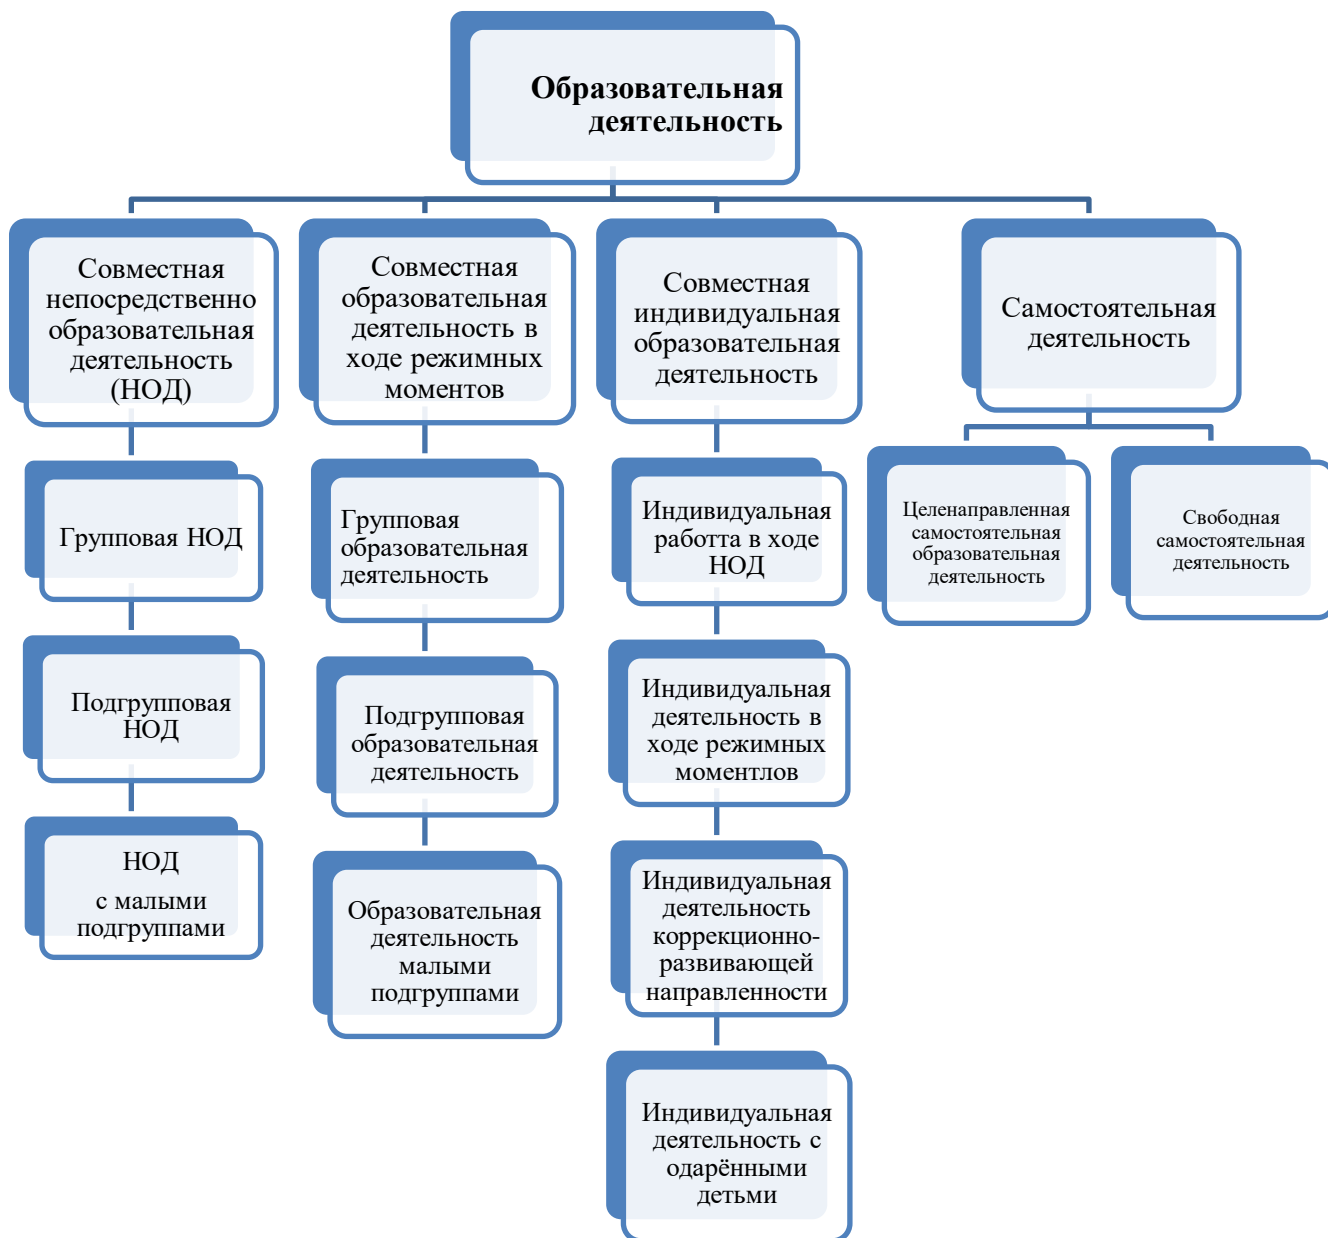 Образовательная
деятельность
Совместная
непосредственно
образовательная
деятельность
(НОД)
Групповая НОД
Подгрупповая
НОД
НОД
с малыми
подгруппами
Совместная
образовательная
деятельность в
ходе режимных
моментов
Групповая
образовательная
деятельность
Подгрупповая
образовательная
деятельность
Образовательная
деятельность
малыми
подгруппами
Совместная
индивидуальная
образовательная
деятельность
Индивидуальная
работта в ходе
НОД
Индивидуальная
деятельность в
ходе режимных
моментлов
Индивидуальная
деятельность
коррекционно-
развивающей
направленности
Индивидуальная
деятельность с
одарёнными
детьми
Самостоятельная
деятельность
Целенаправленная
самостоятельная
образовательная
деятельность
Свободная
самостоятельная
деятельность